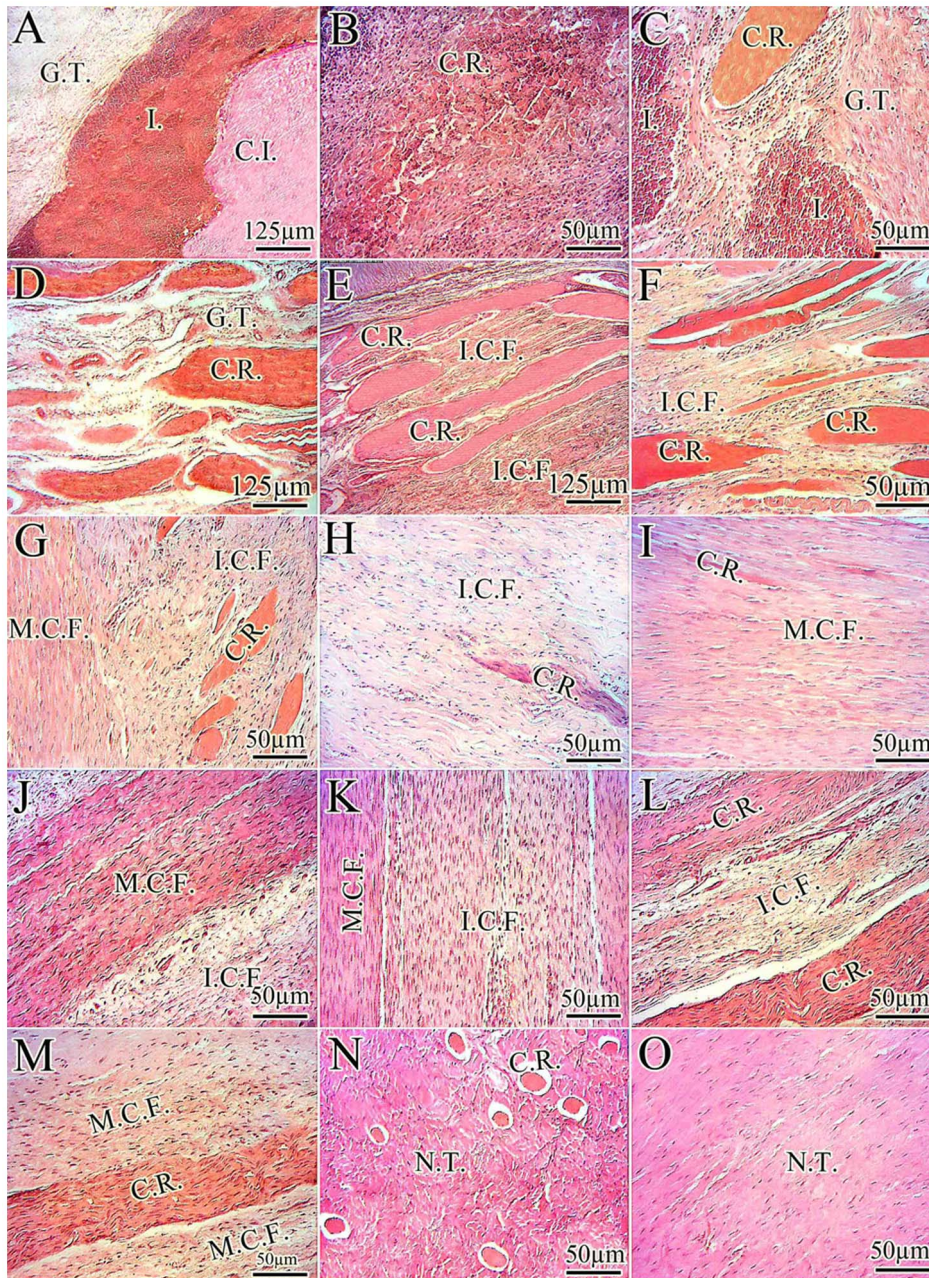 A
G.T.
I.
C.I.
125µm
B
C.R.
50µm
C
C.R.
I.
G.T.
I.
50µm
D
G.T.
C.R.
125µm
E
C.R.
I.C.F.
C.R.
I.C.F
125µm
F
I.C.F.
C.R.
C.R.
50µm
G
I.C.F.
M.C.F.
C.R.
50µm
H
I.C.F.
C.R.
50µm
I
C.R.
M.C.F.
50µm
J
M.C.F.
I.C.F
50µm
K
M.C.F.
I.C.F.
50µm
L
C.R.
I.C.F.
C.R.
50µm
M
M.C.F.
C.R.
M.C.F.
50µm
N
C.R.
N.T.
50µm
O
N.T.
50µm